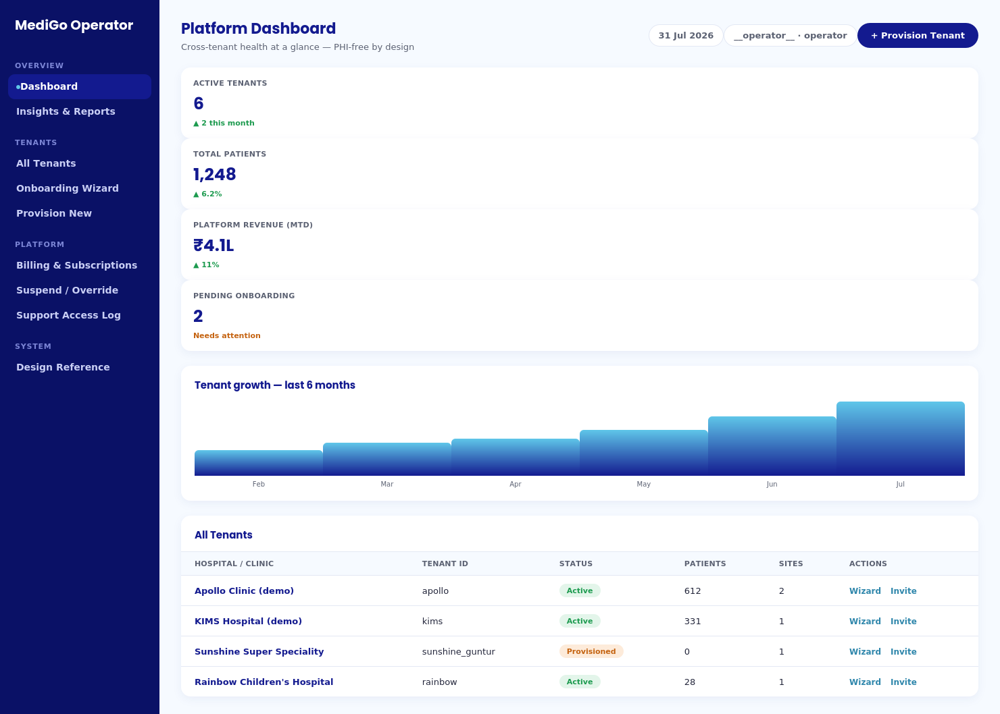 MediGo Operator
OVERVIEW
Dashboard
Insights & Reports
TENANTS
All Tenants
Onboarding Wizard
Provision New
PLATFORM
Billing & Subscriptions
Suspend / Override
Support Access Log
SYSTEM
Design Reference
Platform Dashboard
Cross-tenant health at a glance — PHI-free by design
31 Jul 2026
__operator__ · operator
+ Provision Tenant
ACTIVE TENANTS
6
▲ 2 this month
TOTAL PATIENTS
1,248
▲ 6.2%
PLATFORM REVENUE (MTD)
₹4.1L
▲ 11%
PENDING ONBOARDING
2
Needs attention
Tenant growth — last 6 months
Feb Mar Apr May Jun Jul
All Tenants
HOSPITAL / CLINIC TENANT ID STATUS PATIENTS SITES ACTIONS
Apollo Clinic (demo) apollo Active 612 2 Wizard Invite
KIMS Hospital (demo) kims Active 331 1 Wizard Invite
Sunshine Super Speciality sunshine_guntur Provisioned 0 1 Wizard Invite
Rainbow Children's Hospital rainbow Active 28 1 Wizard Invite